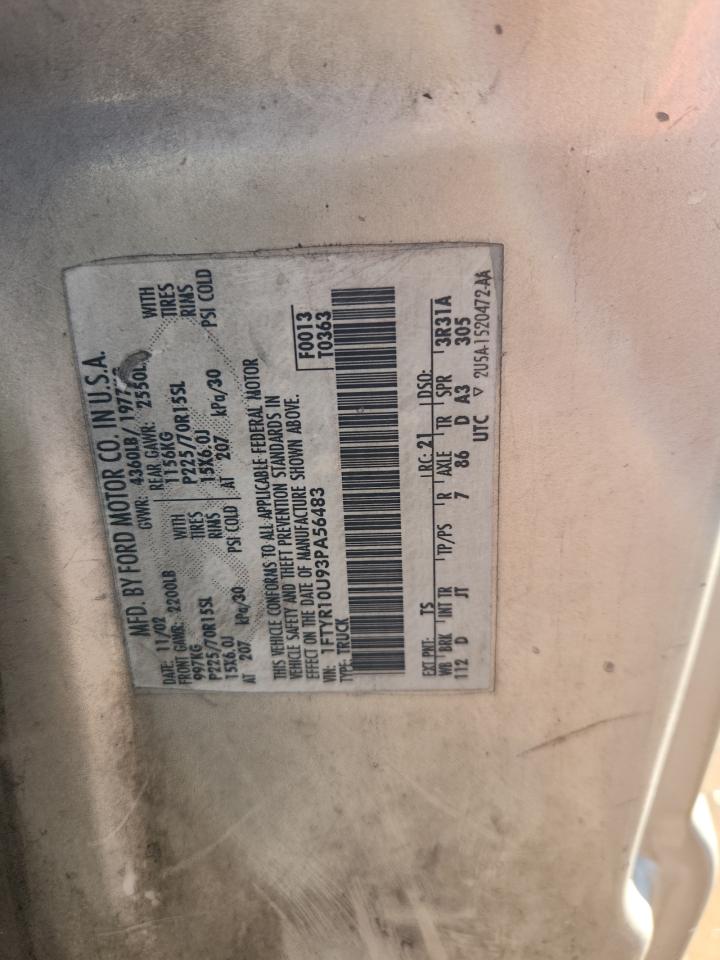 MFD. BY FORD MOTOR CO. IN U.S.A.
DATE: 11/02 GVWR: 4360LB/
FRONT GAWR: 2200LB REAR GAWR: 2550L
997KG WITH 1156KG WITH
P225/70R15SL TIRES P225/70R15SL TIRES
15X6.0J RIMS 15X6.0J RIMS
AT 207 kPa/30 PSI COLD AT 207 kPa/30 PSI COLD
THIS VEHICLE CONFORMS TO ALL APPLICABLE FEDERAL MOTOR
VEHICLE SAFETY AND THEFT PREVENTION STANDARDS IN
EFFECT ON THE DATE OF MANUFACTURE SHOWN ABOVE.
VIN: 1FTYR10U93PA56483 F0013
TYPE: TRUCK T0363
EXT PNT: TS RC: 21 DSO:
WB BRK INT TR TP/PS R AXLE TR SPR 3R31A
112 D JT 7 86 D A3 305
UTC ▽ 2U5A-1520472-AA